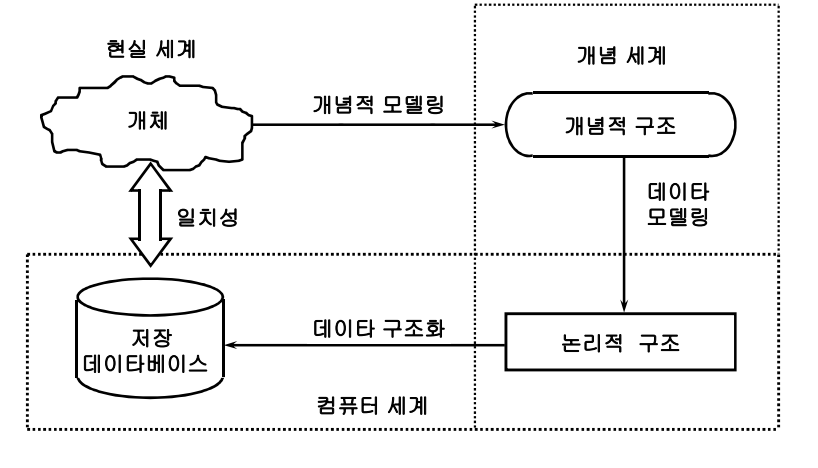 현실 세계
개념 세계
개체
개념적 모델링
개념적 구조
일치성
데이타
모델링
저장
데이타베이스
데이타 구조화
논리적 구조
컴퓨터 세계